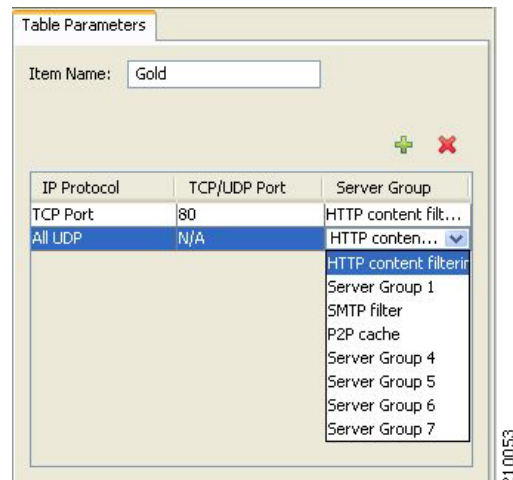 Table Parameters
Item Name: Gold
IP Protocol TCP/UDP Port Server Group
TCP Port 80 HTTP content filt...
All UDP N/A HTTP conten...
HTTP content filterin
Server Group 1
SMTP filter
P2P cache
Server Group 4
Server Group 5
Server Group 6
Server Group 7
210053